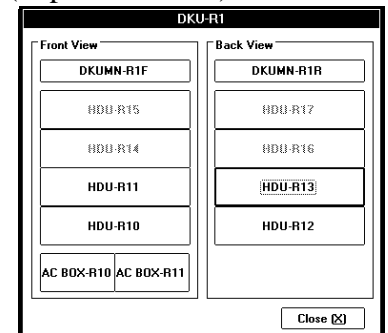 DKU-R1
Front View
DKUMN-R1F
HDU-R15
HDU-R14
HDU-R11
HDU-R10
AC BOX-R10 AC BOX-R11
Back View
DKUMN-R1R
HDU-R17
HDU-R16
HDU-R13
HDU-R12
Close (X)